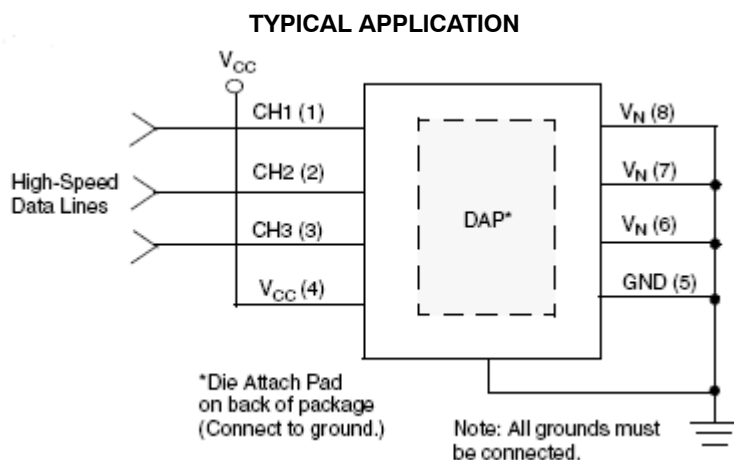 TYPICAL APPLICATION
VCC
CH1 (1)
CH2 (2)
CH3 (3)
VCC (4)
High-Speed
Data Lines
DAP*
VN (8)
VN (7)
VN (6)
GND (5)
*Die Attach Pad
on back of package
(Connect to ground.)
Note: All grounds must
be connected.